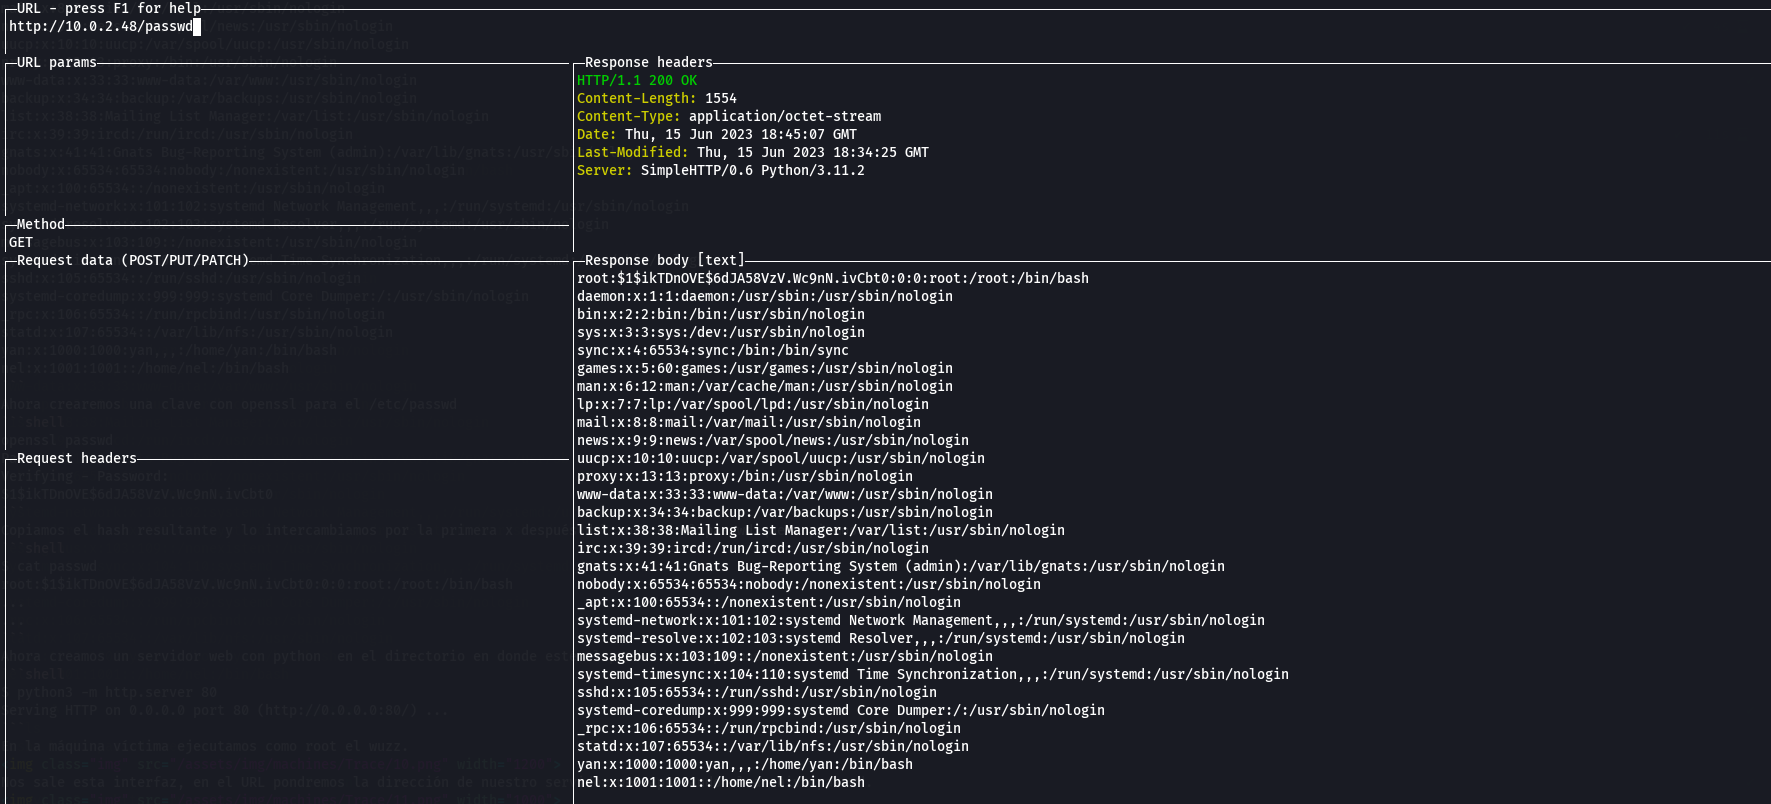 URL - press F1 for help
http://10.0.2.48/passwd
URL params
Method
GET
Request data (POST/PUT/PATCH)
Request headers
Response headers
HTTP/1.1 200 OK
Content-Length: 1554
Content-Type: application/octet-stream
Date: Thu, 15 Jun 2023 18:45:07 GMT
Last-Modified: Thu, 15 Jun 2023 18:34:25 GMT
Server: SimpleHTTP/0.6 Python/3.11.2
Response body [text]
root:$1$ikTDnOVE$6dJA58VzV.Wc9nN.ivCbt0:0:0:root:/root:/bin/bash
daemon:x:1:1:daemon:/usr/sbin:/usr/sbin/nologin
bin:x:2:2:bin:/bin:/usr/sbin/nologin
sys:x:3:3:sys:/dev:/usr/sbin/nologin
sync:x:4:65534:sync:/bin:/bin/sync
games:x:5:60:games:/usr/games:/usr/sbin/nologin
man:x:6:12:man:/var/cache/man:/usr/sbin/nologin
lp:x:7:7:lp:/var/spool/lpd:/usr/sbin/nologin
mail:x:8:8:mail:/var/mail:/usr/sbin/nologin
news:x:9:9:news:/var/spool/news:/usr/sbin/nologin
uucp:x:10:10:uucp:/var/spool/uucp:/usr/sbin/nologin
proxy:x:13:13:proxy:/bin:/usr/sbin/nologin
www-data:x:33:33:www-data:/var/www:/usr/sbin/nologin
backup:x:34:34:backup:/var/backups:/usr/sbin/nologin
list:x:38:38:Mailing List Manager:/var/list:/usr/sbin/nologin
irc:x:39:39:ircd:/run/ircd:/usr/sbin/nologin
gnats:x:41:41:Gnats Bug-Reporting System (admin):/var/lib/gnats:/usr/sbin/nologin
nobody:x:65534:65534:nobody:/nonexistent:/usr/sbin/nologin
_apt:x:100:65534::/nonexistent:/usr/sbin/nologin
systemd-network:x:101:102:systemd Network Management,,,:/run/systemd:/usr/sbin/nologin
systemd-resolve:x:102:103:systemd Resolver,,,:/run/systemd:/usr/sbin/nologin
messagebus:x:103:109::/nonexistent:/usr/sbin/nologin
systemd-timesync:x:104:110:systemd Time Synchronization,,,:/run/systemd:/usr/sbin/nologin
sshd:x:105:65534::/run/sshd:/usr/sbin/nologin
systemd-coredump:x:999:999:systemd Core Dumper:/:/usr/sbin/nologin
_rpc:x:106:65534::/run/rpcbind:/usr/sbin/nologin
statd:x:107:65534::/var/lib/nfs:/usr/sbin/nologin
yan:x:1000:1000:yan,,,:/home/yan:/bin/bash
nel:x:1001:1001::/home/nel:/bin/bash